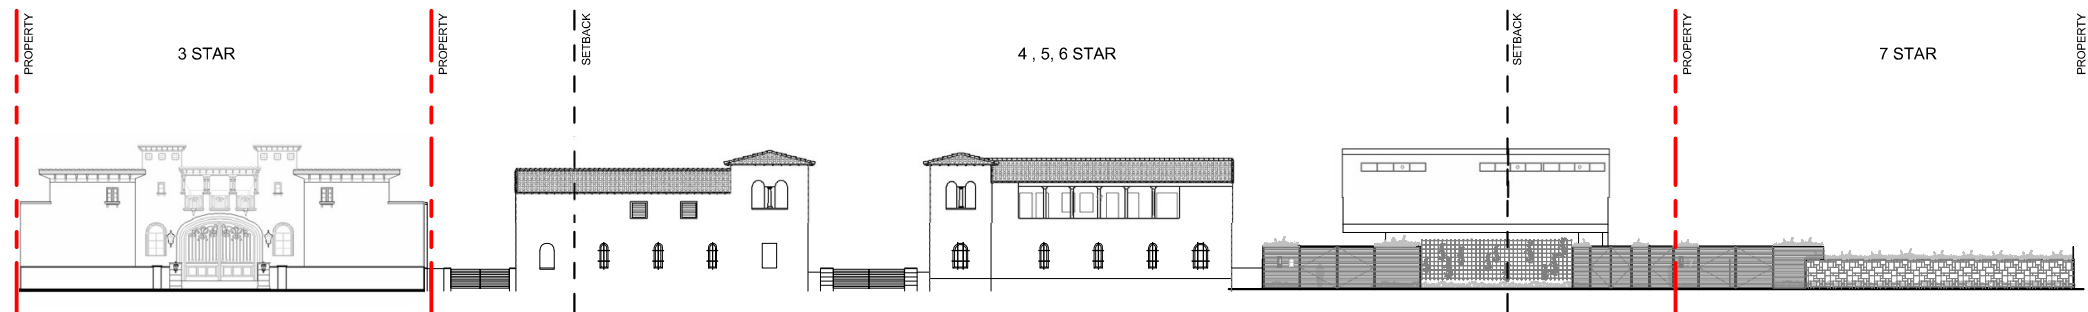 PROPERTY
3 STAR
PROPERTY
SETBACK
4 , 5, 6 STAR
SETBACK
PROPERTY
7 STAR
PROPERTY